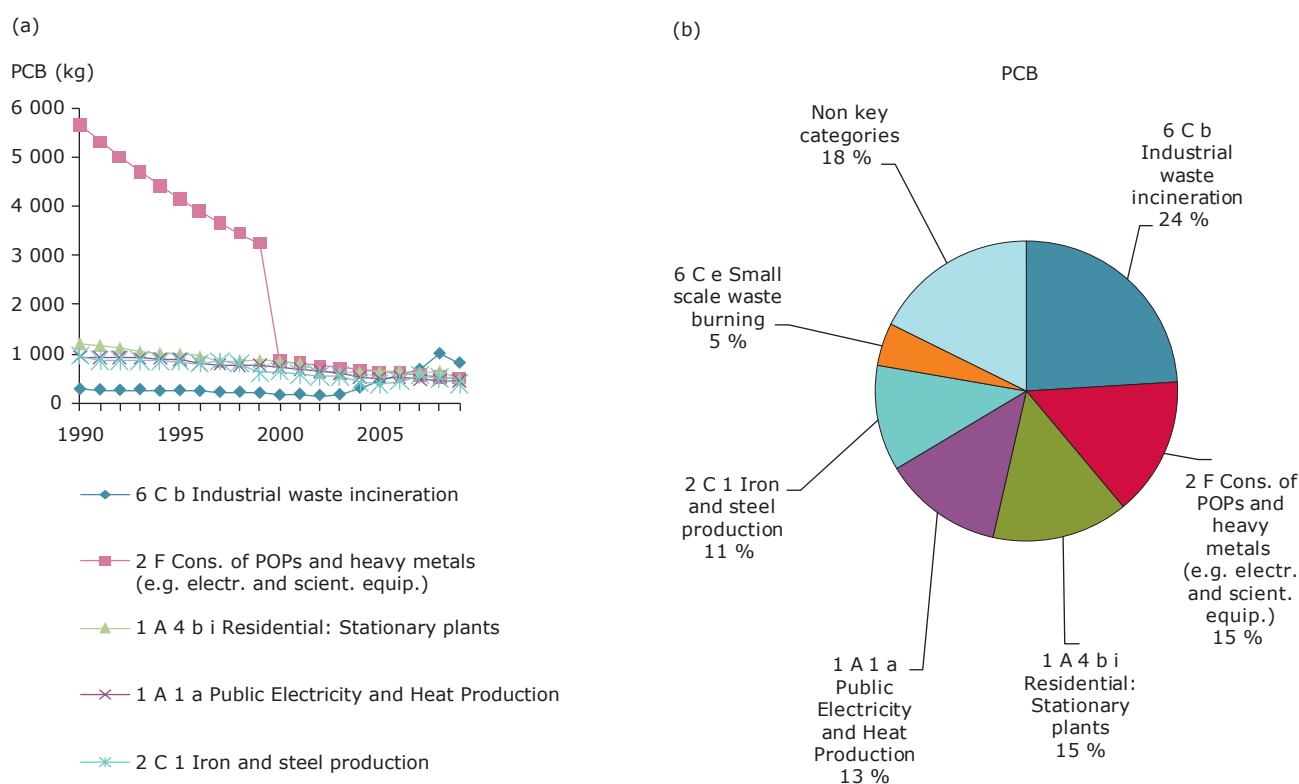 (a)
PCB (kg)
6 000
5 000
4 000
3 000
2 000
1 000
0
1990
1995
2000
2005
6 C b Industrial waste incineration
2 F Cons. of POPs and heavy metals
(e.g. electr. and scient. equip.)
1 A 4 b i Residential: Stationary plants
1 A 1 a Public Electricity and Heat Production
2 C 1 Iron and steel production
(b)
PCB
Non key
categories
18 %
6 C b
Industrial
waste
incineration
24 %
6 C e Small
scale waste
burning
5 %
2 C 1 Iron
and steel
production
11 %
2 F Cons. of
POPs and
heavy
metals
(e.g. electr.
and scient.
equip.)
15 %
1 A 1 a
Public
Electricity
and Heat
Production
13 %
1 A 4 b i
Residential:
Stationary
plants
15 %